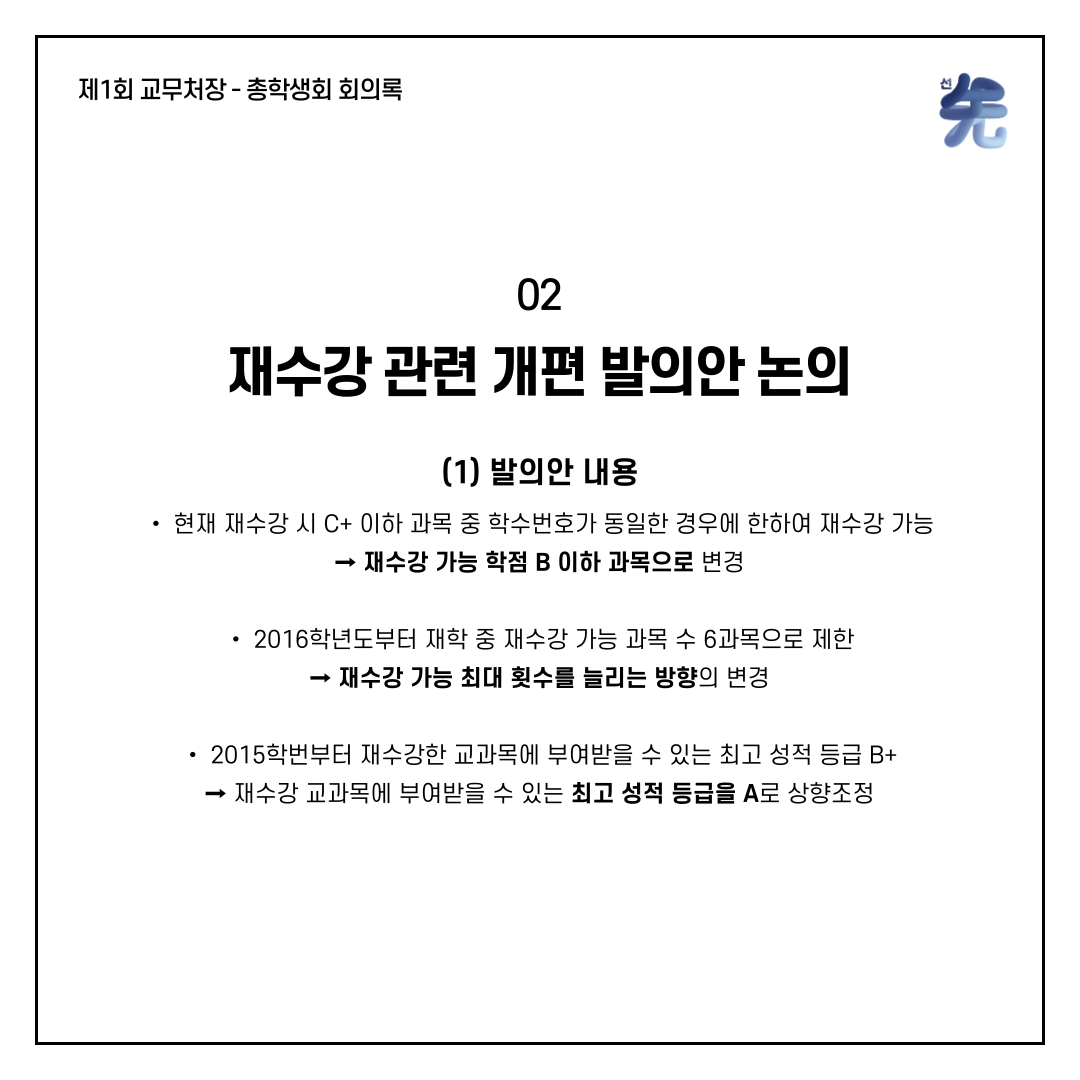 제1회 교무처장 - 총학생회 회의록
선
先
02
재수강 관련 개편 발의안 논의
(1) 발의안 내용
• 현재 재수강 시 C+ 이하 과목 중 학수번호가 동일한 경우에 한하여 재수강 가능
→ 재수강 가능 학점 B 이하 과목으로 변경
• 2016학년도부터 재학 중 재수강 가능 과목 수 6과목으로 제한
→ 재수강 가능 최대 횟수를 늘리는 방향의 변경
• 2015학번부터 재수강한 교과목에 부여받을 수 있는 최고 성적 등급 B+
→ 재수강 교과목에 부여받을 수 있는 최고 성적 등급을 A로 상향조정